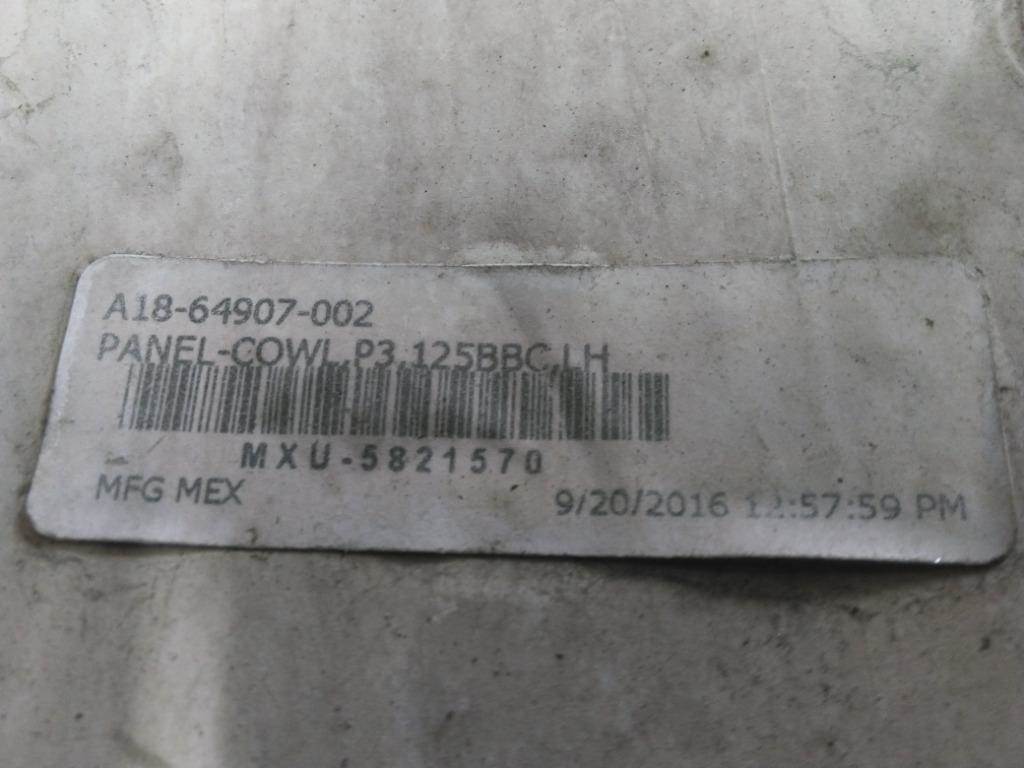 A18-64907-002
PANEL-COWL,P3,125BBC,LH
MXU-5821570
MFG MEX
9/20/2016 12:57:59 PM